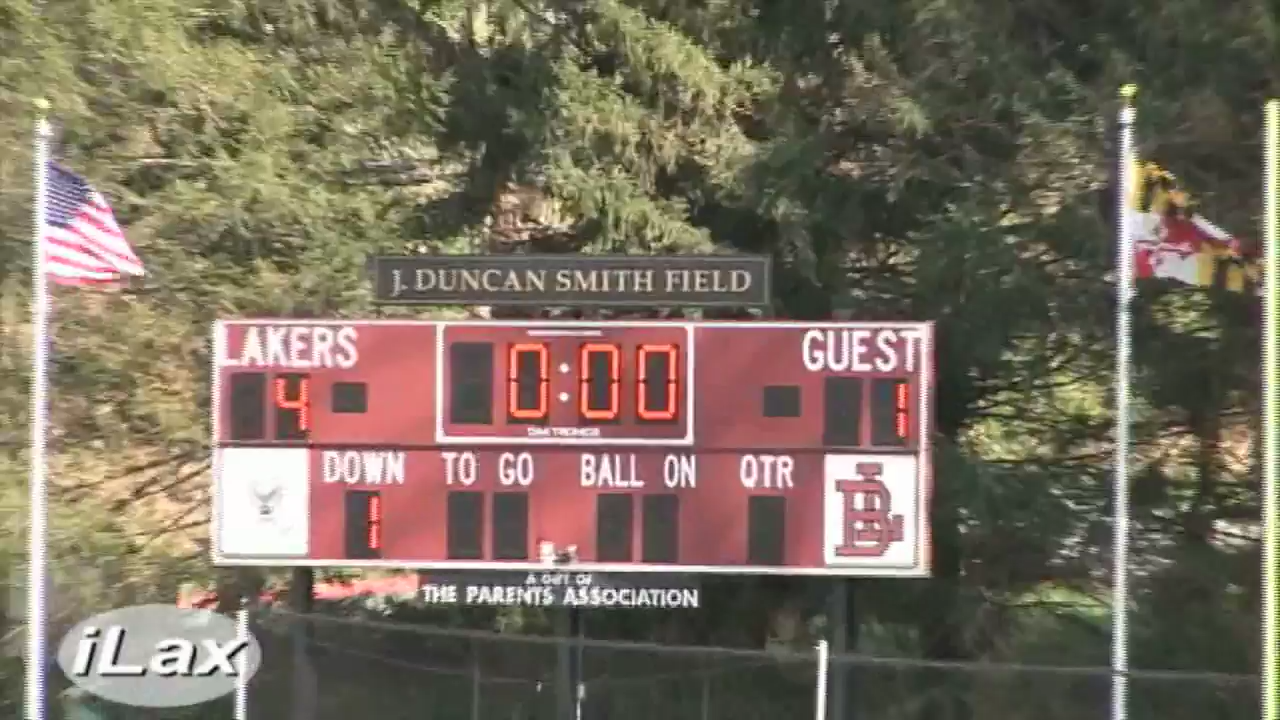 J. DUNCAN SMITH FIELD
LAKERS 0:00 GUEST
4 1
DOWN TO GO BALL ON QTR
1
BL
A GIFT OF
THE PARENTS ASSOCIATION
iLax